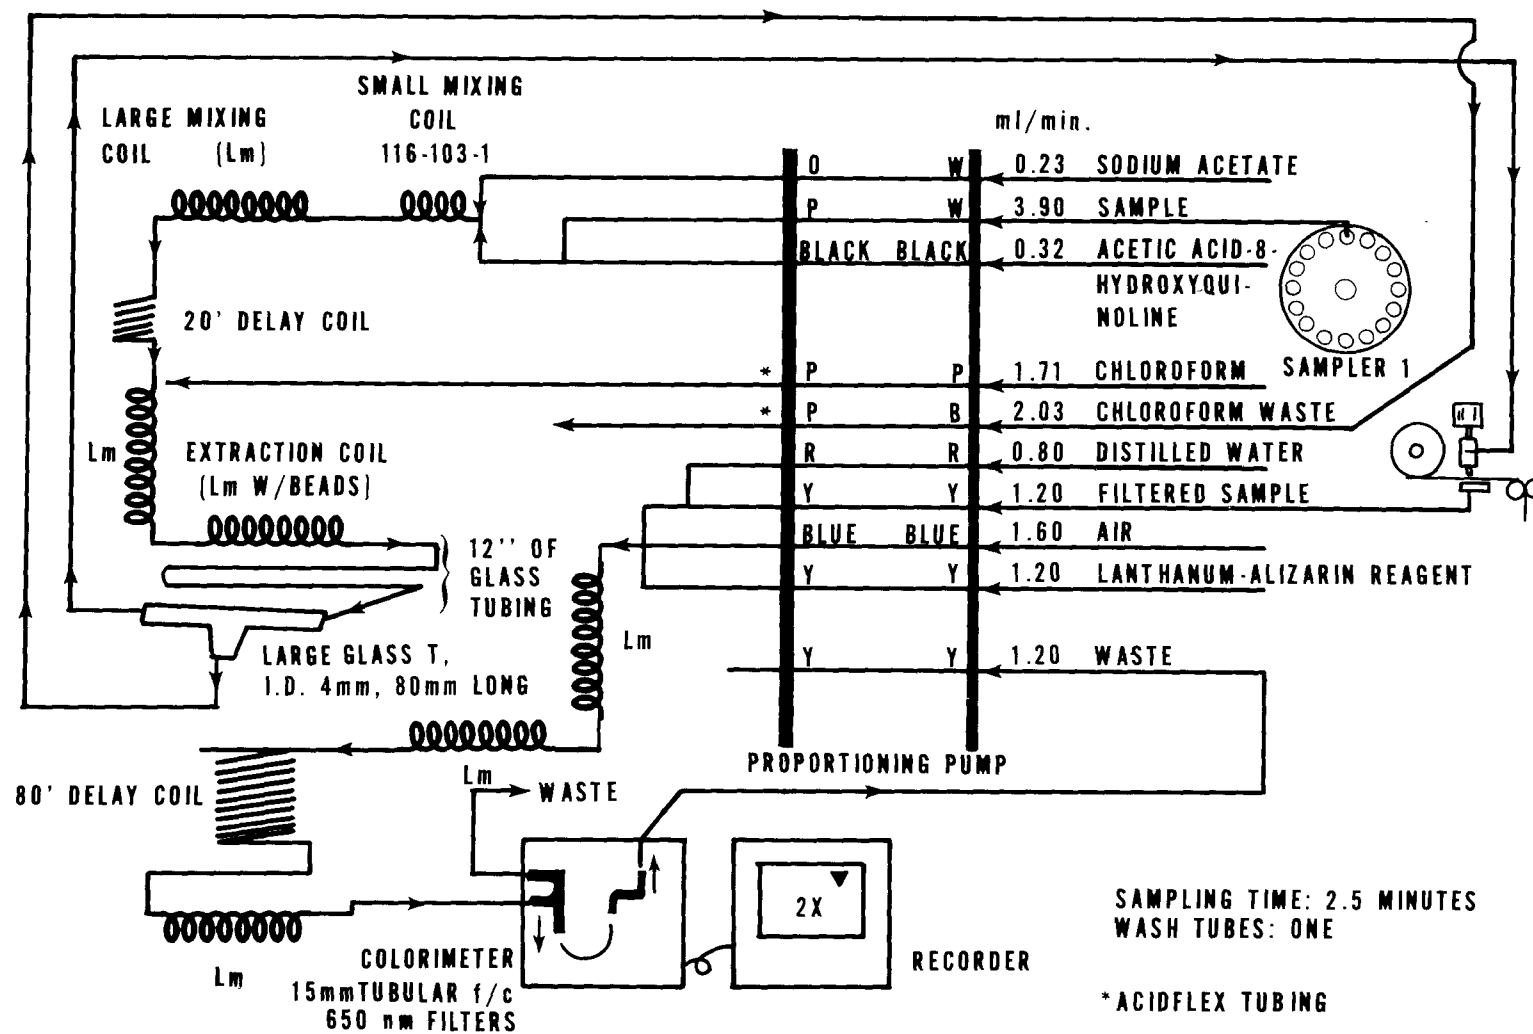 SMALL MIXING
COIL
116-103-1
LARGE MIXING
COIL (Lm)
ml/min.
O W 0.23 SODIUM ACETATE
P W 3.90 SAMPLE
BLACK BLACK 0.32 ACETIC ACID-8-
HYDROXYQUI-
NOLINE
20' DELAY COIL
SAMPLER 1
* P P 1.71 CHLOROFORM
* P B 2.03 CHLOROFORM WASTE
R R 0.80 DISTILLED WATER
Y Y 1.20 FILTERED SAMPLE
BLUE BLUE 1.60 AIR
Y Y 1.20 LANTHANUM-ALIZARIN REAGENT
Y Y 1.20 WASTE
Lm
EXTRACTION COIL
(Lm W/BEADS)
12'' OF
GLASS
TUBING
Lm
LARGE GLASS T,
I.D. 4mm, 80mm LONG
PROPORTIONING PUMP
Lm
80' DELAY COIL
WASTE
2X
Lm
COLORIMETER
15mm TUBULAR f/c
650 nm FILTERS
RECORDER
SAMPLING TIME: 2.5 MINUTES
WASH TUBES: ONE
*ACIDFLEX TUBING